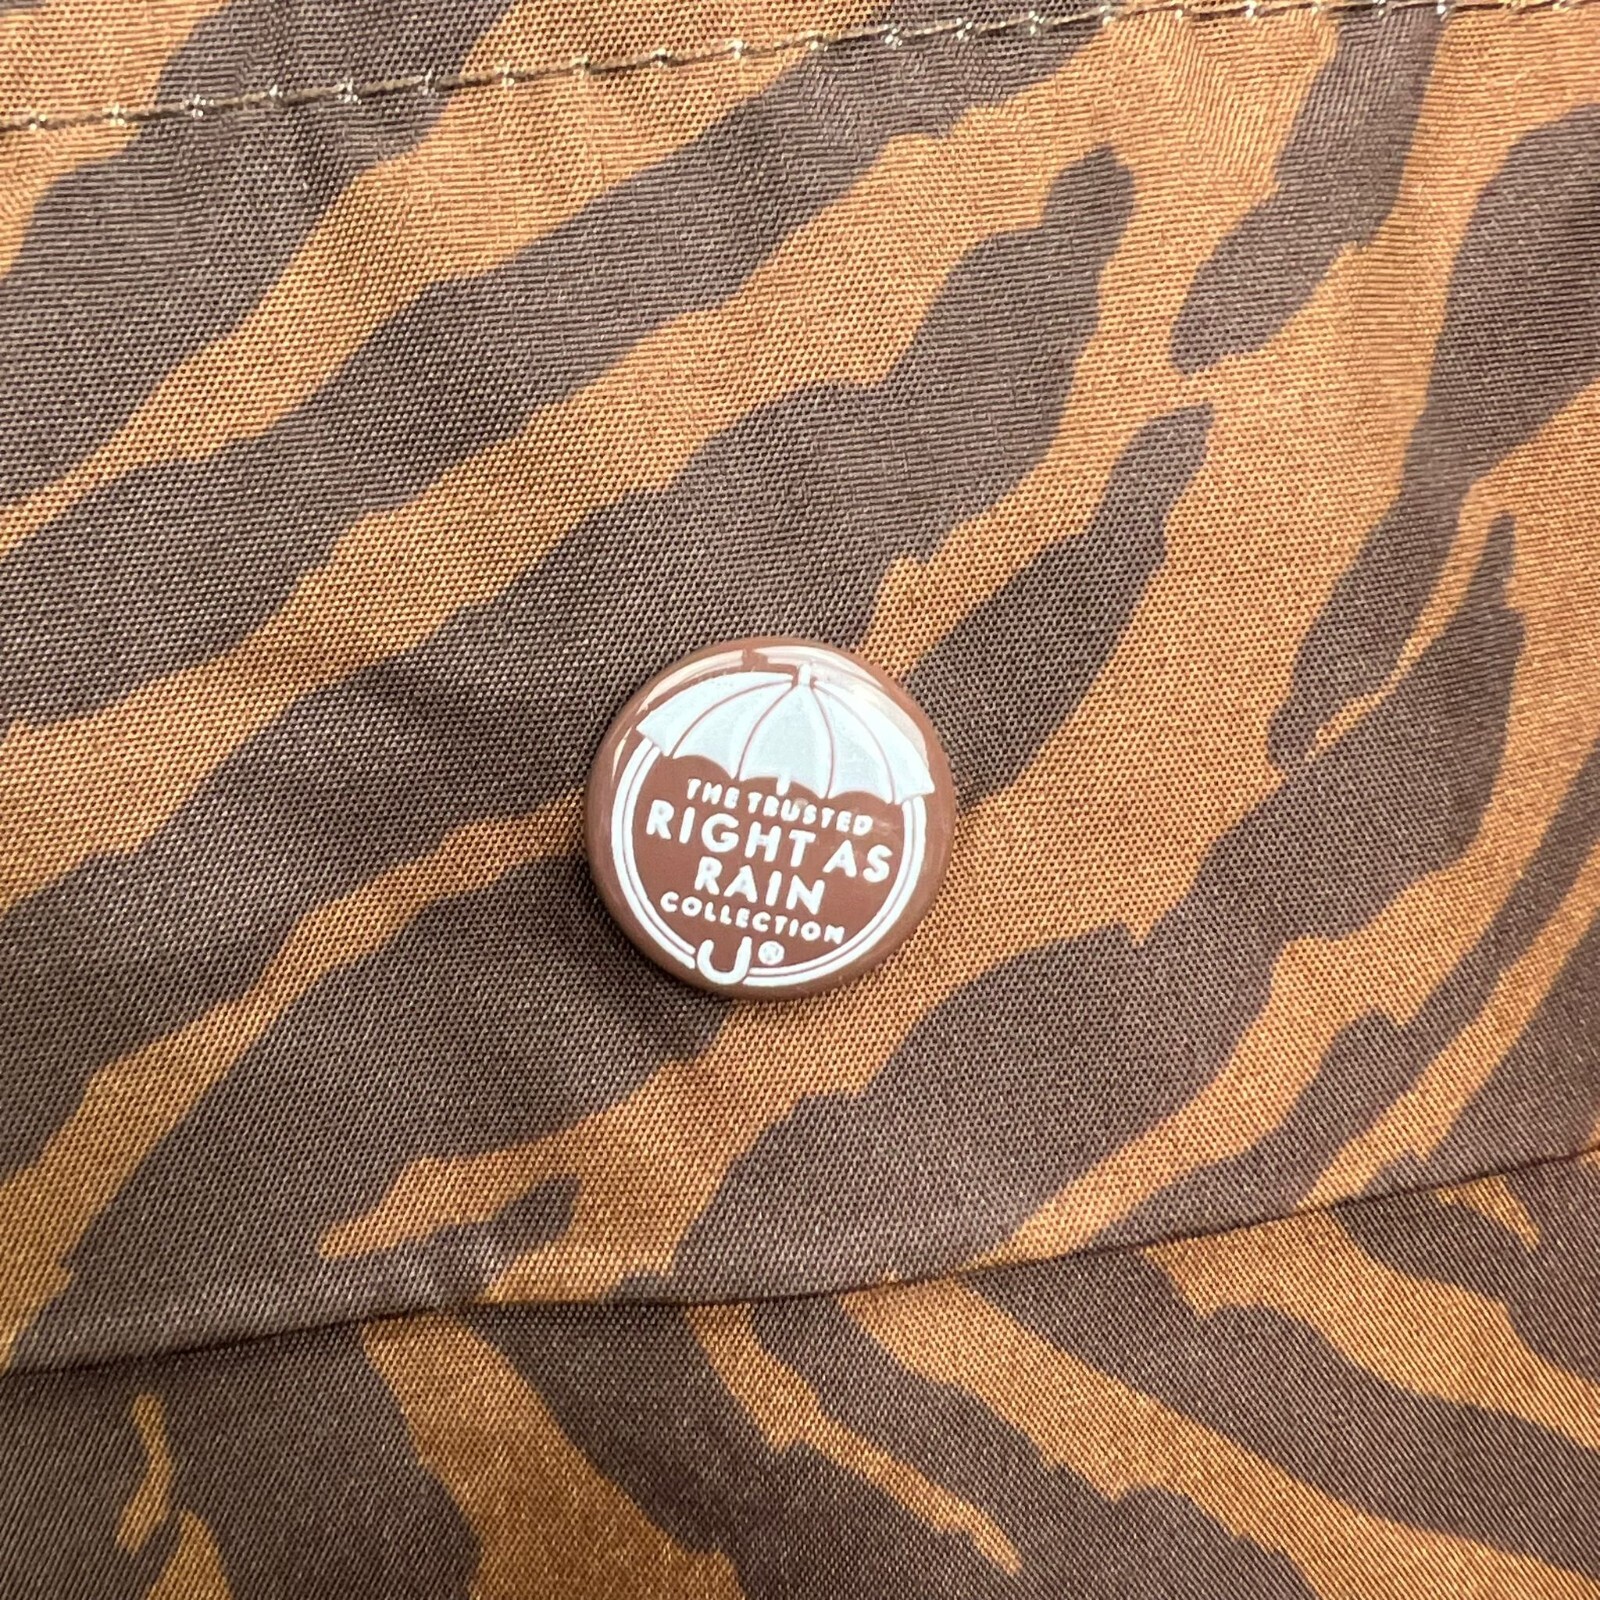 THE TRUSTED
RIGHT AS
RAIN
COLLECTION
®